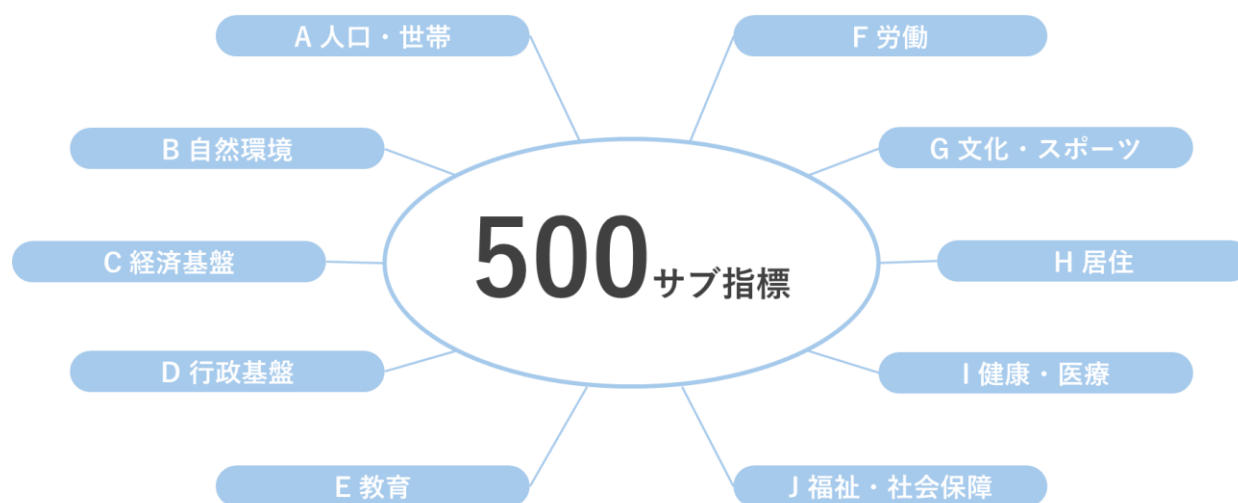 A 人口・世帯
F 労働
B 自然環境
G 文化・スポーツ
500サブ指標
C 経済基盤
H 居住
D 行政基盤
I 健康・医療
E 教育
J 福祉・社会保障